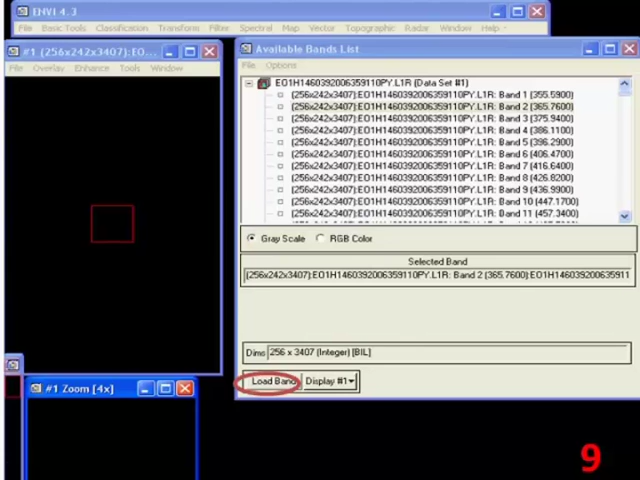 ENVI 4.3
File Basic Tools Classification Transform Filter Spectral Map Vector Topographic Radar Window Help
#1 (256x242x3407):EO...
File Overlay Enhance Tools Window
Available Bands List
File Options
EO1H1460392006359110PY.L1R (Data Set #1)
(256x242x3407):EO1H1460392006359110PY.L1R: Band 1 (355.5900)
(256x242x3407):EO1H1460392006359110PY.L1R: Band 2 (365.7600)
(256x242x3407):EO1H1460392006359110PY.L1R: Band 3 (375.9400)
(256x242x3407):EO1H1460392006359110PY.L1R: Band 4 (386.1100)
(256x242x3407):EO1H1460392006359110PY.L1R: Band 5 (396.2900)
(256x242x3407):EO1H1460392006359110PY.L1R: Band 6 (406.4700)
(256x242x3407):EO1H1460392006359110PY.L1R: Band 7 (416.6400)
(256x242x3407):EO1H1460392006359110PY.L1R: Band 8 (426.8200)
(256x242x3407):EO1H1460392006359110PY.L1R: Band 9 (436.9900)
(256x242x3407):EO1H1460392006359110PY.L1R: Band 10 (447.1700)
(256x242x3407):EO1H1460392006359110PY.L1R: Band 11 (457.3400)
Gray Scale RGB Color
Selected Band
(256x242x3407):EO1H1460392006359110PY.L1R: Band 2 (365.7600):EO1H14603920063591​1
Dims 256 x 3407 (Integer) [BIL]
Load Band Display #1
#1 Zoom [4x]
9